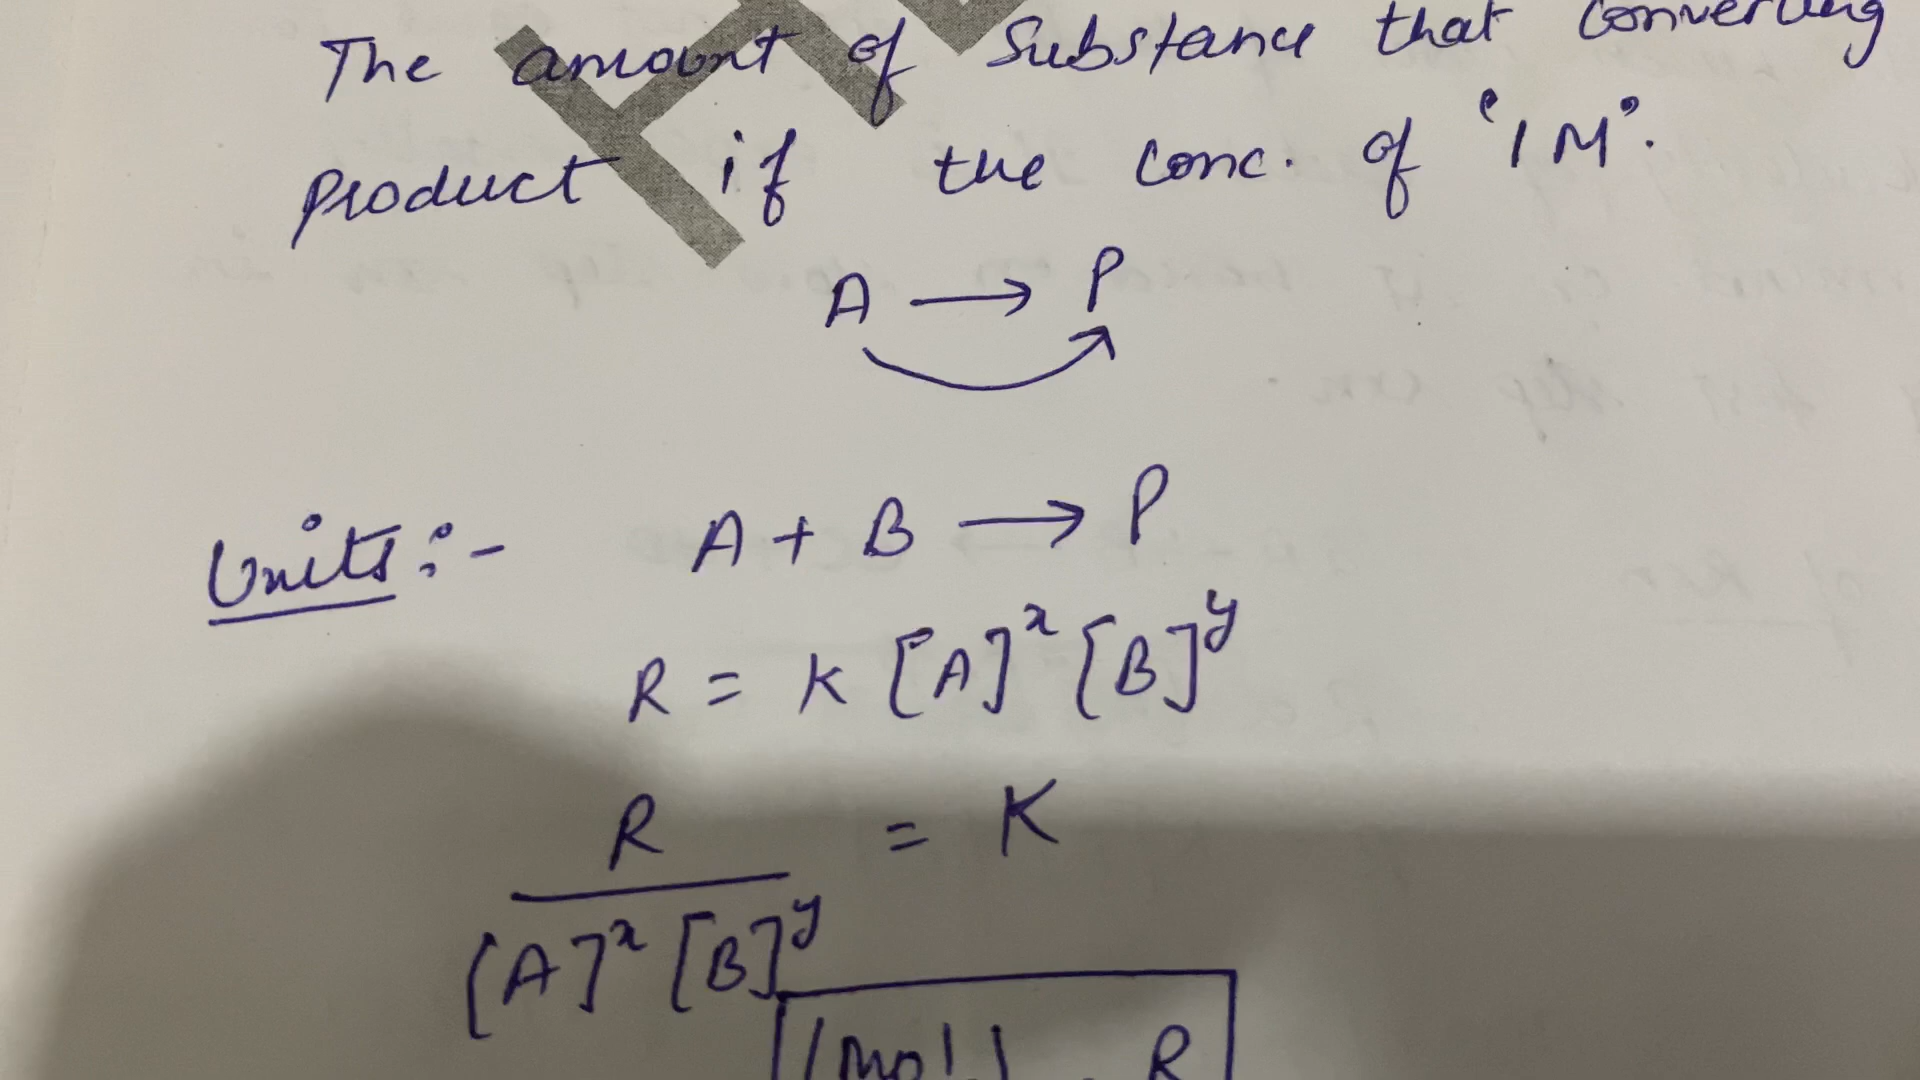 The amount of Substance that converting
product if the conc. of '1M'.
A → P
Units :- A + B → P
R = K [A]^x [B]^y
R / [A]^x [B]^y = K
R